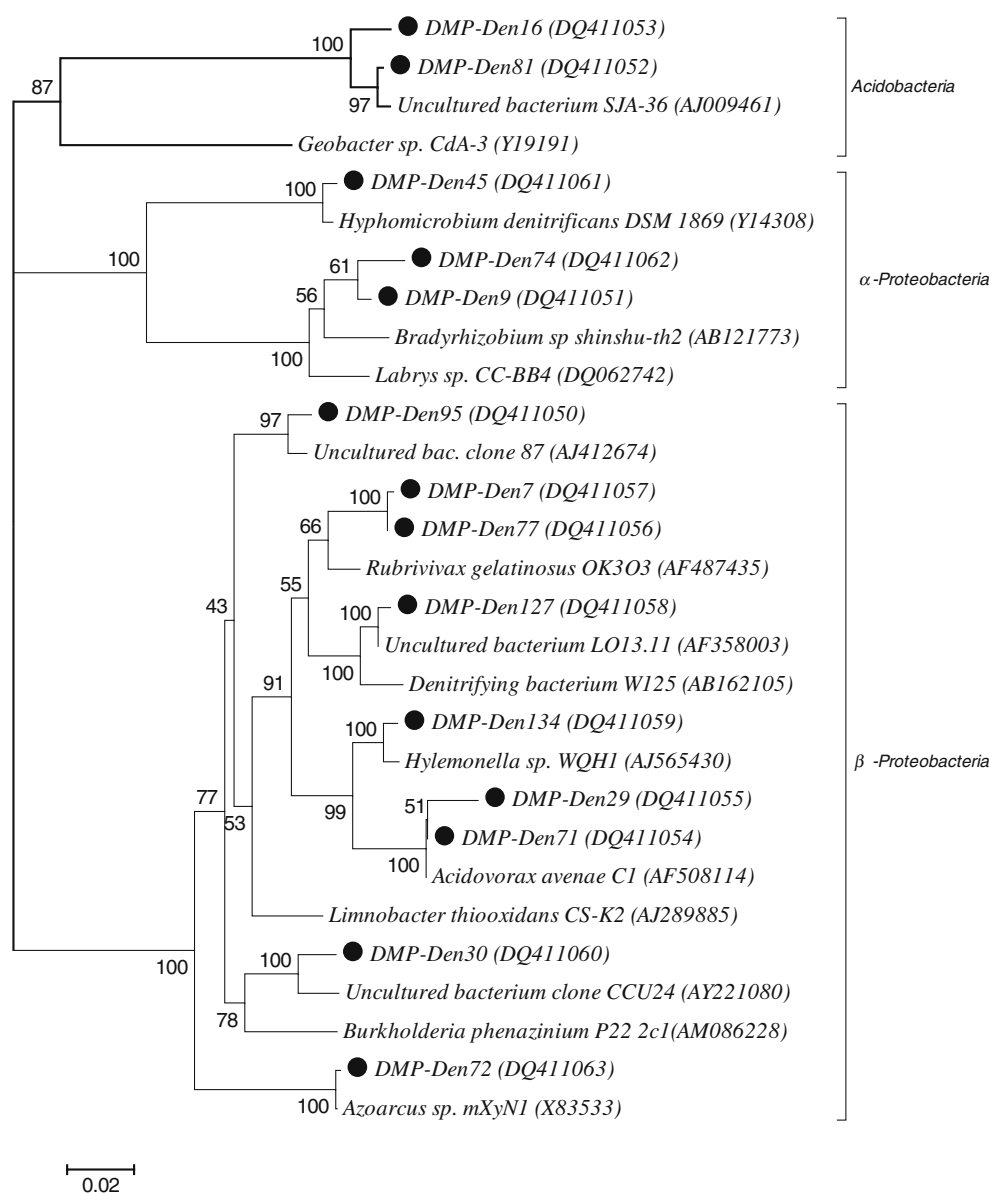 100
DMP-Den16 (DQ411053)
DMP-Den81 (DQ411052)
87
97
Uncultured bacterium SJA-36 (AJ009461)
Acidobacteria
Geobacter sp. CdA-3 (Y19191)
100
DMP-Den45 (DQ411061)
Hyphomicrobium denitrificans DSM 1869 (Y14308)
100
61
DMP-Den74 (DQ411062)
56
DMP-Den9 (DQ411051)
α-Proteobacteria
Bradyrhizobium sp shinshu-th2 (AB121773)
100
Labrys sp. CC-BB4 (DQ062742)
97
DMP-Den95 (DQ411050)
Uncultured bac. clone 87 (AJ412674)
100
DMP-Den7 (DQ411057)
66
DMP-Den77 (DQ411056)
Rubrivivax gelatinosus OK3O3 (AF487435)
55
43
100
DMP-Den127 (DQ411058)
Uncultured bacterium LO13.11 (AF358003)
100
Denitrifying bacterium W125 (AB162105)
91
100
DMP-Den134 (DQ411059)
Hylemonella sp. WQH1 (AJ565430)
β -Proteobacteria
77
53
99
51
DMP-Den29 (DQ411055)
DMP-Den71 (DQ411054)
100
Acidovorax avenae C1 (AF508114)
Limnobacter thiooxidans CS-K2 (AJ289885)
100
100
DMP-Den30 (DQ411060)
Uncultured bacterium clone CCU24 (AY221080)
78
Burkholderia phenazinium P22 2c1(AM086228)
DMP-Den72 (DQ411063)
100
Azoarcus sp. mXyN1 (X83533)
0.02